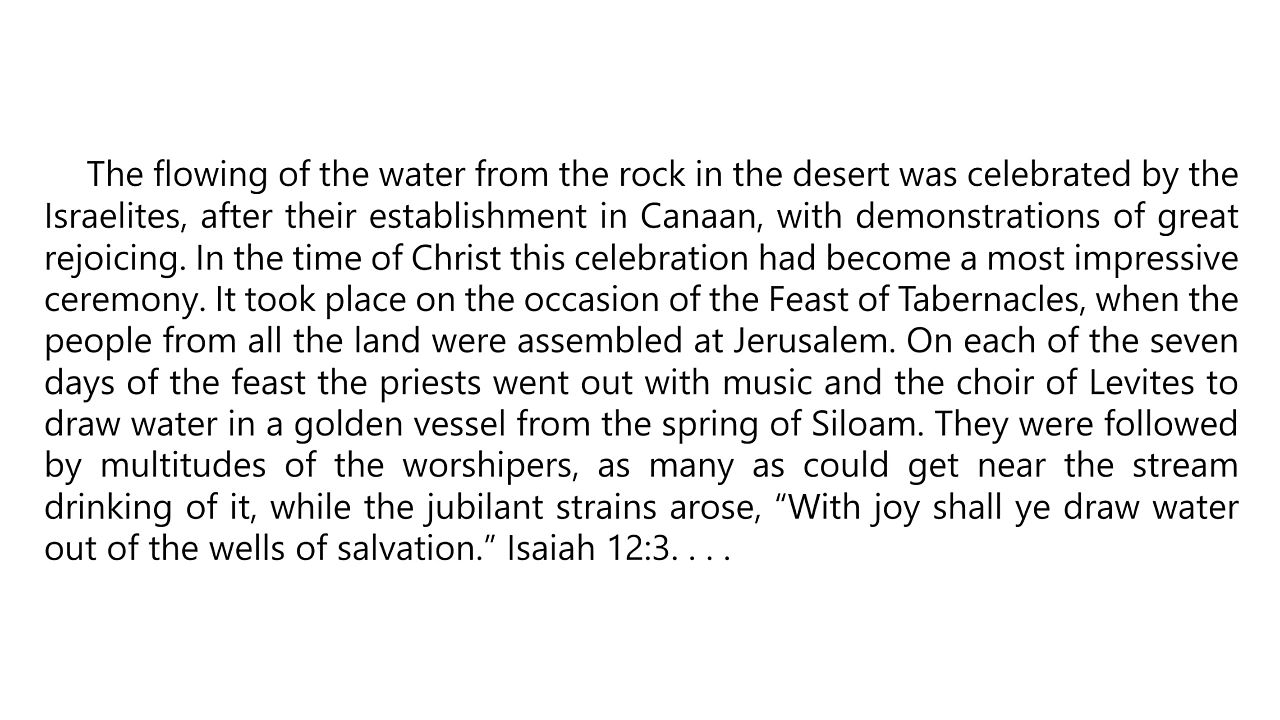 The flowing of the water from the rock in the desert was celebrated by the
Israelites, after their establishment in Canaan, with demonstrations of great
rejoicing. In the time of Christ this celebration had become a most impressive
ceremony. It took place on the occasion of the Feast of Tabernacles, when the
people from all the land were assembled at Jerusalem. On each of the seven
days of the feast the priests went out with music and the choir of Levites to
draw water in a golden vessel from the spring of Siloam. They were followed
by multitudes of the worshipers, as many as could get near the stream
drinking of it, while the jubilant strains arose, “With joy shall ye draw water
out of the wells of salvation.” Isaiah 12:3. . . .